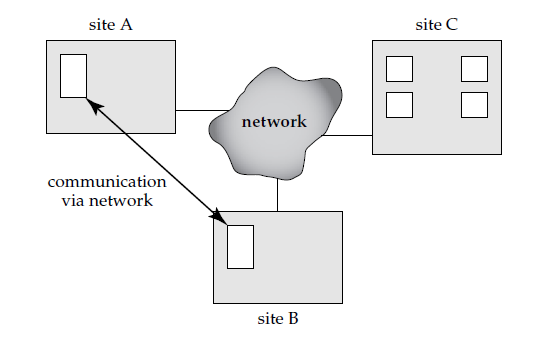 site A
site C
network
communication
via network
site B